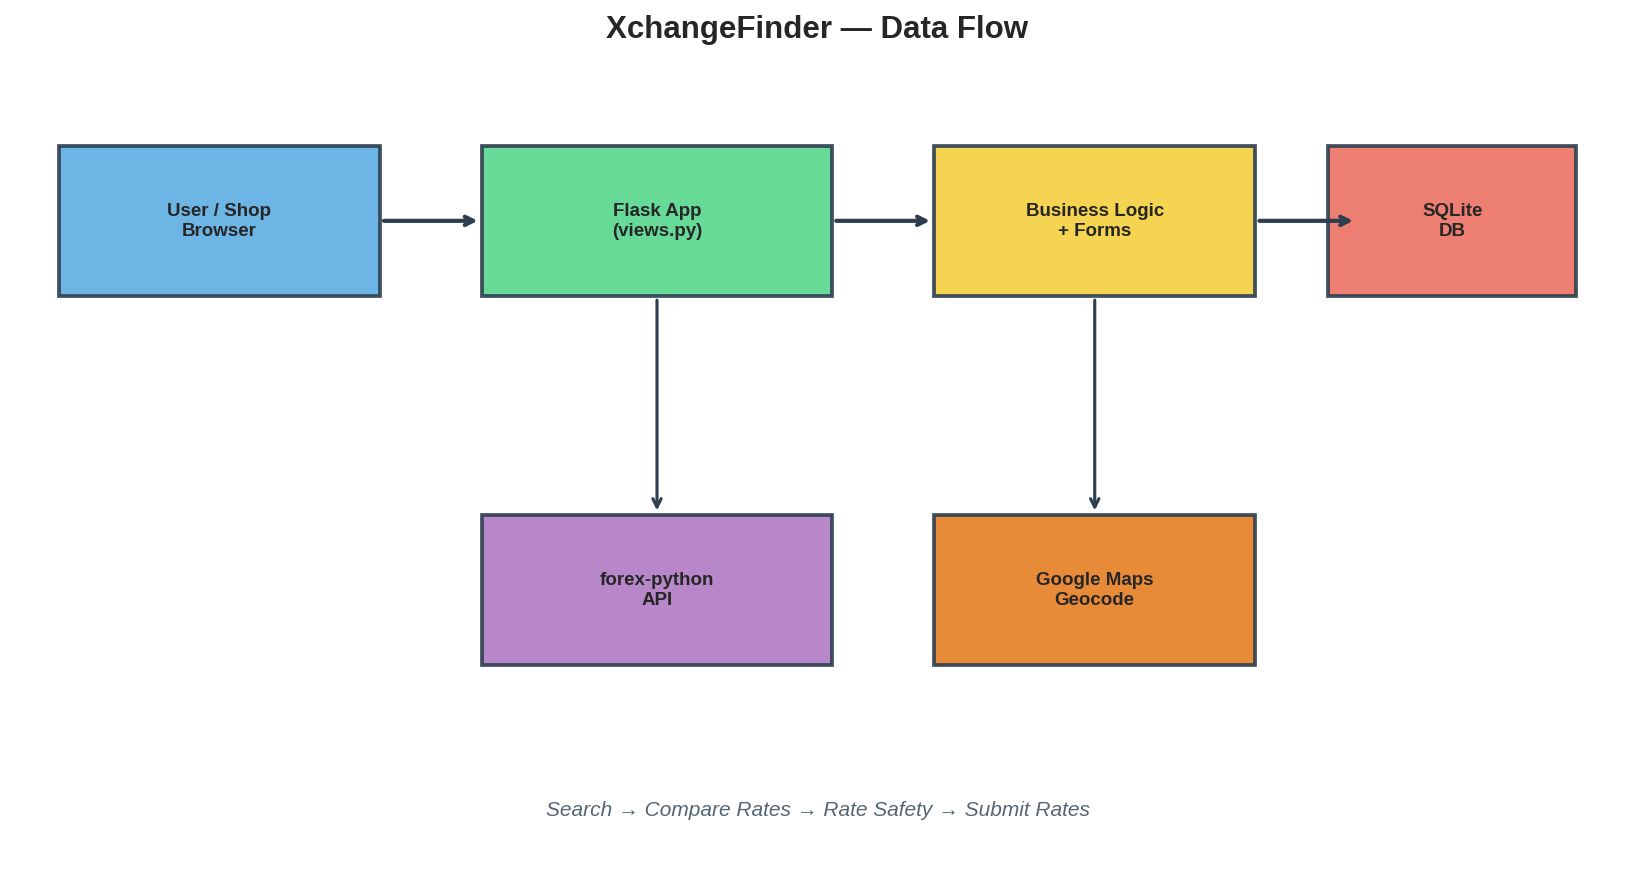 XchangeFinder — Data Flow
User / Shop
Browser
Flask App
(views.py)
Business Logic
+ Forms
SQLite
DB
forex-python
API
Google Maps
Geocode
Search → Compare Rates → Rate Safety → Submit Rates